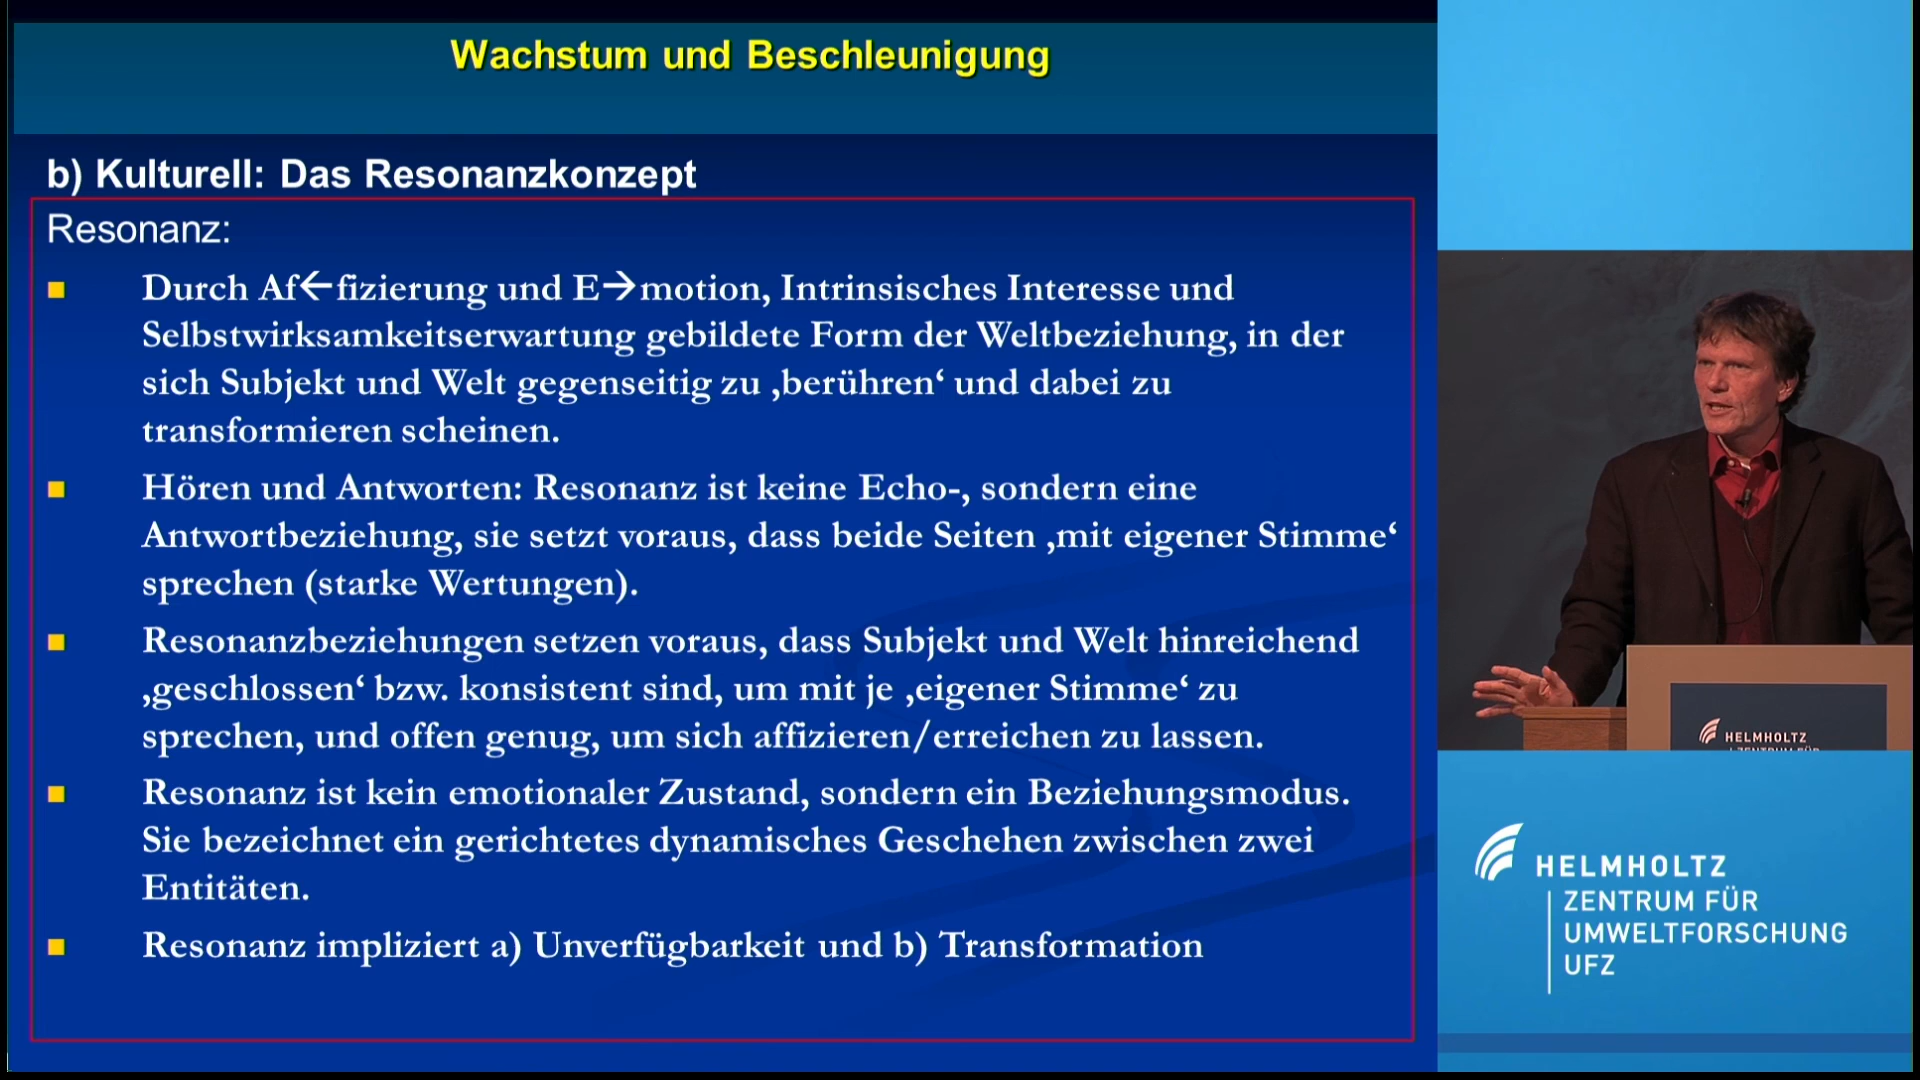 Wachstum und Beschleunigung
b) Kulturell: Das Resonanzkonzept
Resonanz:
Durch Af←fizierung und E→motion, Intrinsisches Interesse und
Selbstwirksamkeitserwartung gebildete Form der Weltbeziehung, in der
sich Subjekt und Welt gegenseitig zu ‚berühren‘ und dabei zu
transformieren scheinen.
Hören und Antworten: Resonanz ist keine Echo-, sondern eine
Antwortbeziehung, sie setzt voraus, dass beide Seiten ‚mit eigener Stimme‘
sprechen (starke Wertungen).
Resonanzbeziehungen setzen voraus, dass Subjekt und Welt hinreichend
‚geschlossen‘ bzw. konsistent sind, um mit je ‚eigener Stimme‘ zu
sprechen, und offen genug, um sich affizieren/erreichen zu lassen.
Resonanz ist kein emotionaler Zustand, sondern ein Beziehungsmodus.
Sie bezeichnet ein gerichtetes dynamisches Geschehen zwischen zwei
Entitäten.
Resonanz impliziert a) Unverfügbarkeit und b) Transformation
HELMHOLTZ
HELMHOLTZ
ZENTRUM FÜR
UMWELTFORSCHUNG
UFZ